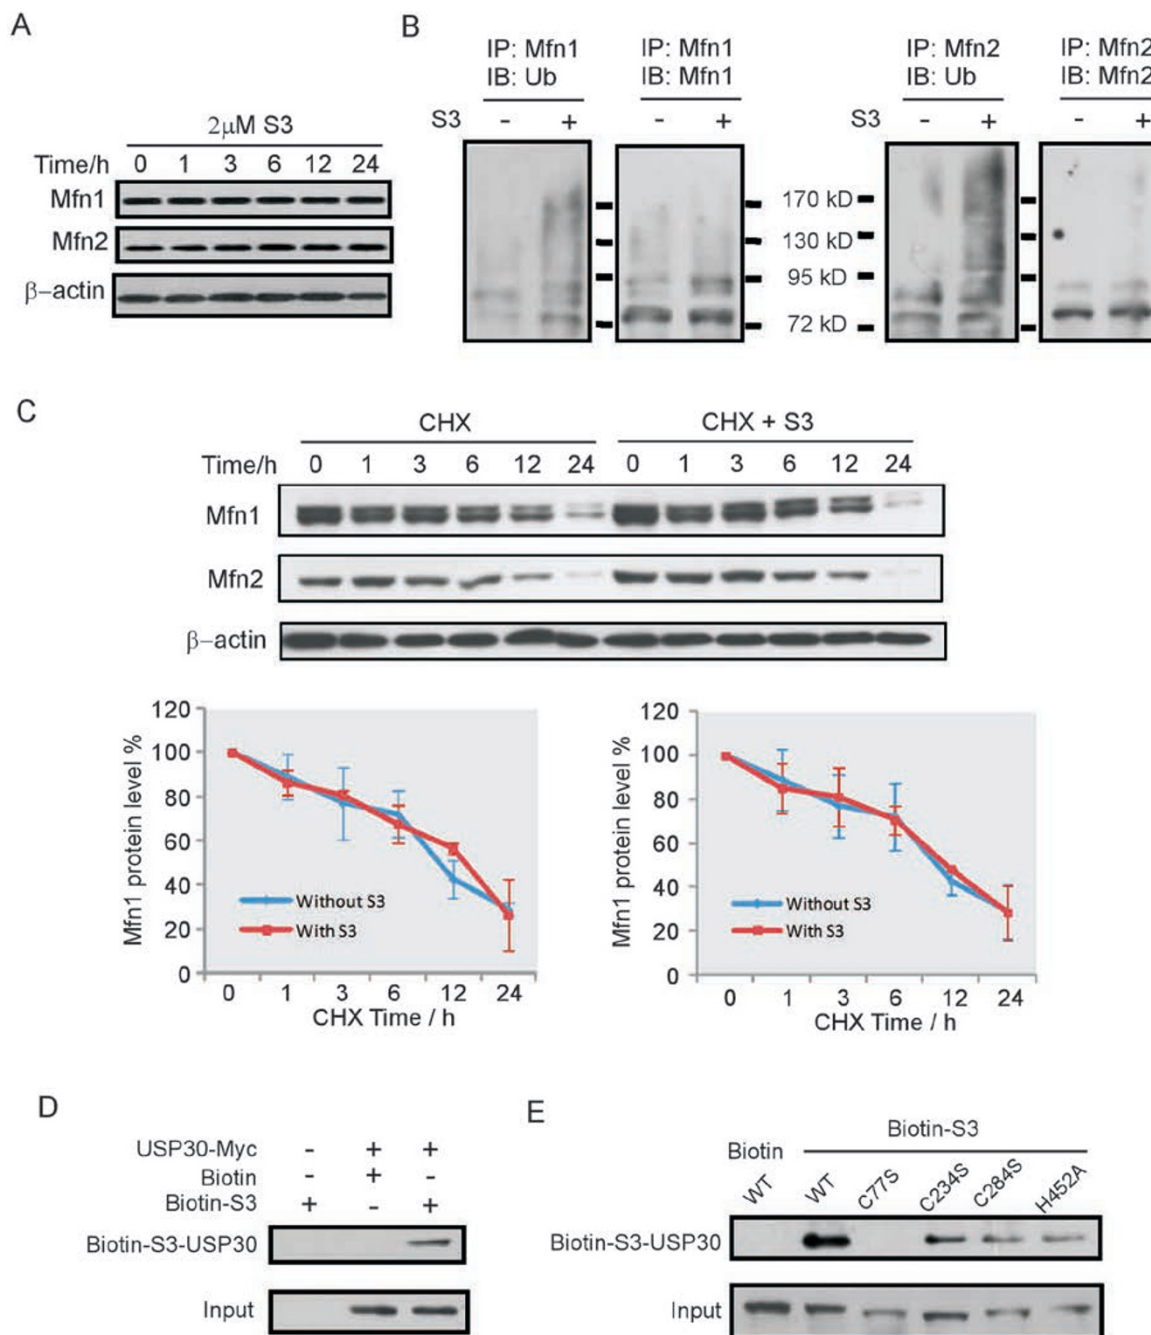 A
2μM S3
Time/h 0 1 3 6 12 24
Mfn1
Mfn2
β–actin
B
IP: Mfn1 IP: Mfn1 IP: Mfn2 IP: Mfn2
IB: Ub IB: Mfn1 IB: Ub IB: Mfn2
S3 - + - + S3 - + - +
170 kD
130 kD
95 kD
72 kD
C
CHX CHX + S3
Time/h 0 1 3 6 12 24 0 1 3 6 12 24
Mfn1
Mfn2
β–actin
Mfn1 protein level %
120
100
80
60
40
20
0
Without S3
With S3
0 1 3 6 12 24
CHX Time / h
Mfn1 protein level %
120
100
80
60
40
20
0
Without S3
With S3
0 1 3 6 12 24
CHX Time / h
D
USP30-Myc - + +
Biotin - + -
Biotin-S3 + - +
Biotin-S3-USP30
Input
E
Biotin-S3
Biotin
WT WT C77S C234S C284S H452A
Biotin-S3-USP30
Input